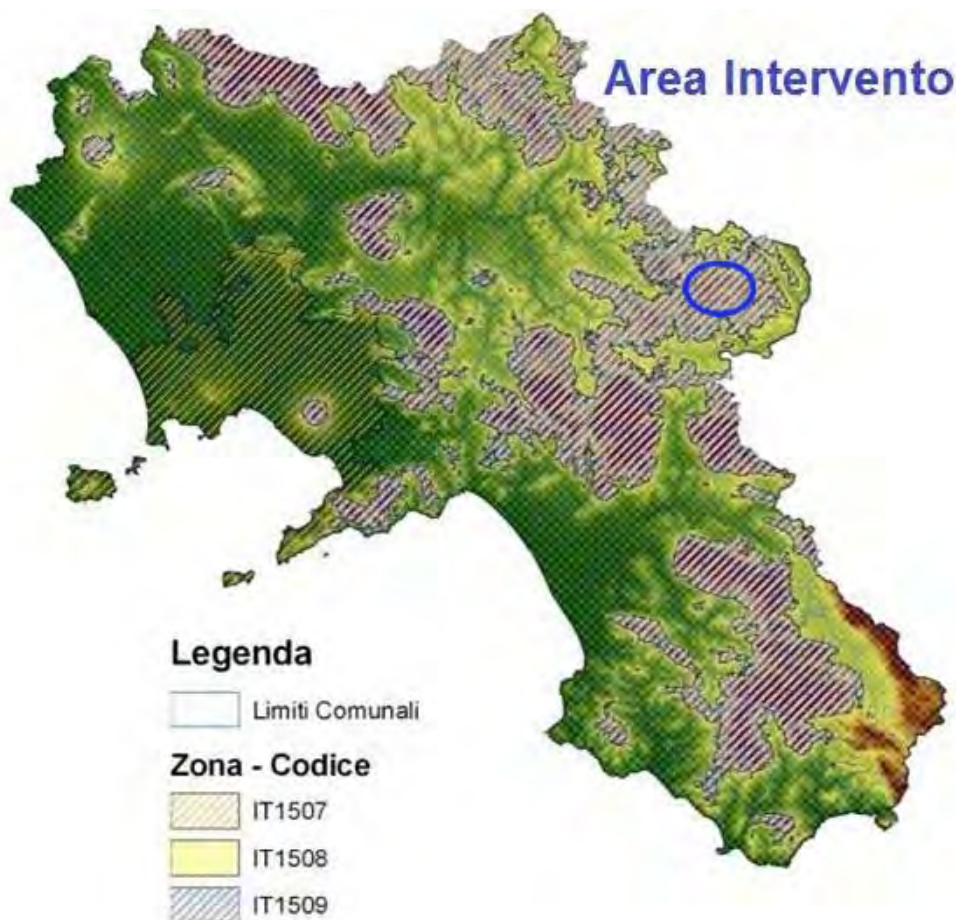 Area Intervento
Legenda
Limiti Comunali
Zona - Codice
IT1507
IT1508
IT1509